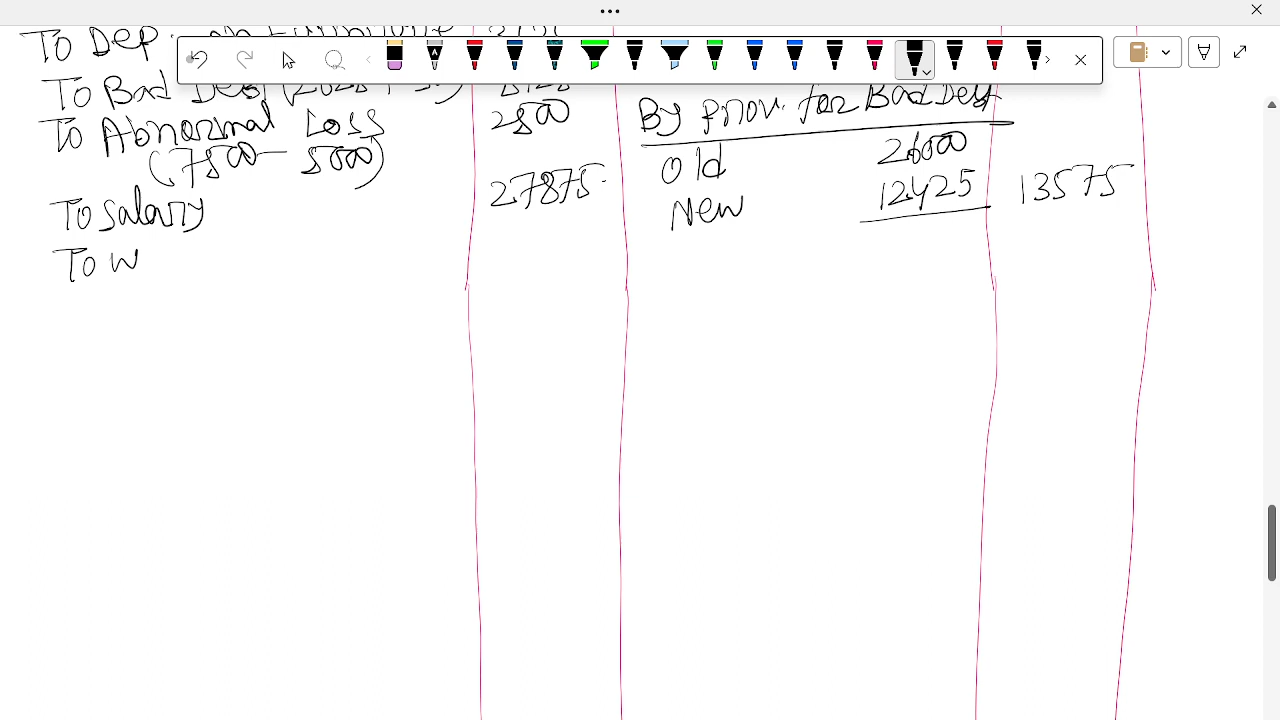 To Dep.
To Bad Debt
To Abnormal Loss 2500
(7500 - 5000)
To Salary 27875
To W
By prov. for Bad Debt
Old 26000
New 12425 13575